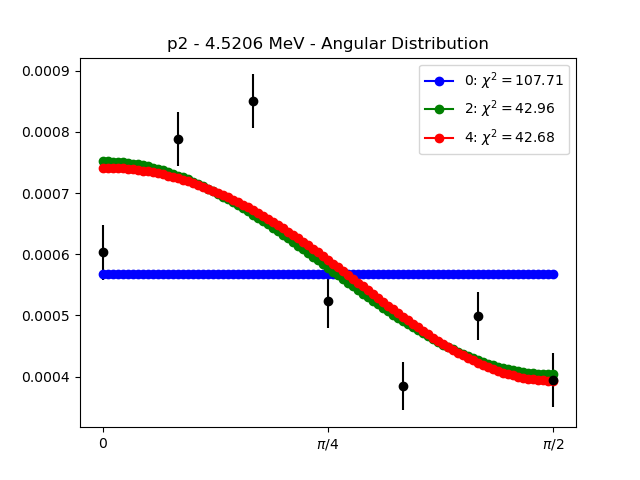 p2 - 4.5206 MeV - Angular Distribution
0.0009
0.0008
0.0007
0.0006
0.0005
0.0004
0: χ² = 107.71
2: χ² = 42.96
4: χ² = 42.68
0
π/4
π/2